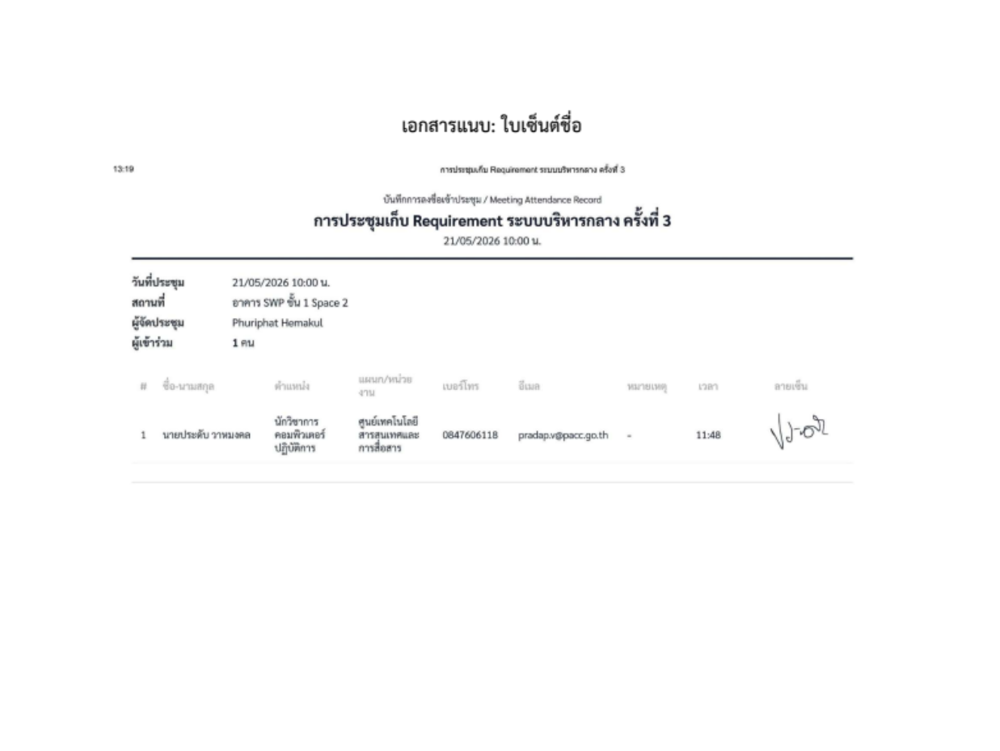 เอกสารแนบ: ใบเซ็นต์ชื่อ
13:19 การประชุมเก็บ Requirement ระบบบริหารกลาง ครั้งที่ 3
บันทึกการลงชื่อเข้าประชุม / Meeting Attendance Record
การประชุมเก็บ Requirement ระบบบริหารกลาง ครั้งที่ 3
21/05/2026 10:00 น.
วันที่ประชุม 21/05/2026 10:00 น.
สถานที่ อาคาร SWP ชั้น 1 Space 2
ผู้จัดประชุม Phuriphat Hemakul
ผู้เข้าร่วม 1 คน
# ชื่อ-นามสกุล ตำแหน่ง แผนก/หน่วย
งาน เบอร์โทร อีเมล หมายเหตุ เวลา ลายเซ็น
1 นายประดับ วาหมงคล นักวิชาการ
คอมพิวเตอร์
ปฏิบัติการ ศูนย์เทคโนโลยี
สารสนเทศและ
การสื่อสาร 0847606118 pradap.v@pacc.go.th - 11:48